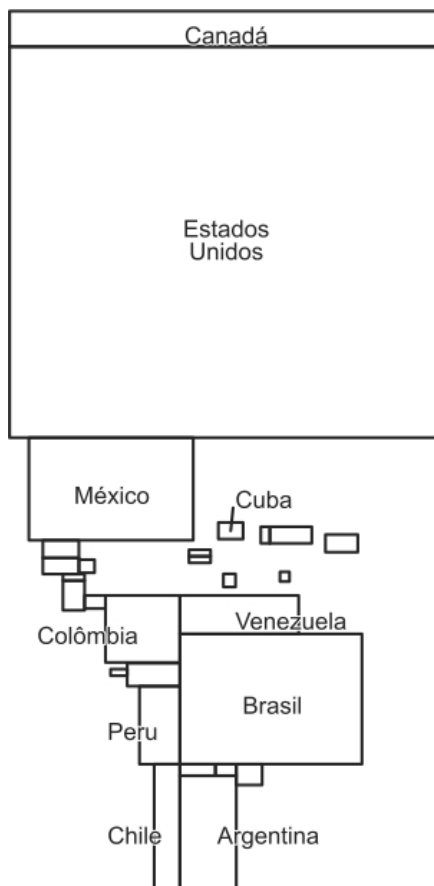 Canadá
Estados
Unidos
México
Cuba
Colômbia
Venezuela
Peru
Brasil
Chile
Argentina